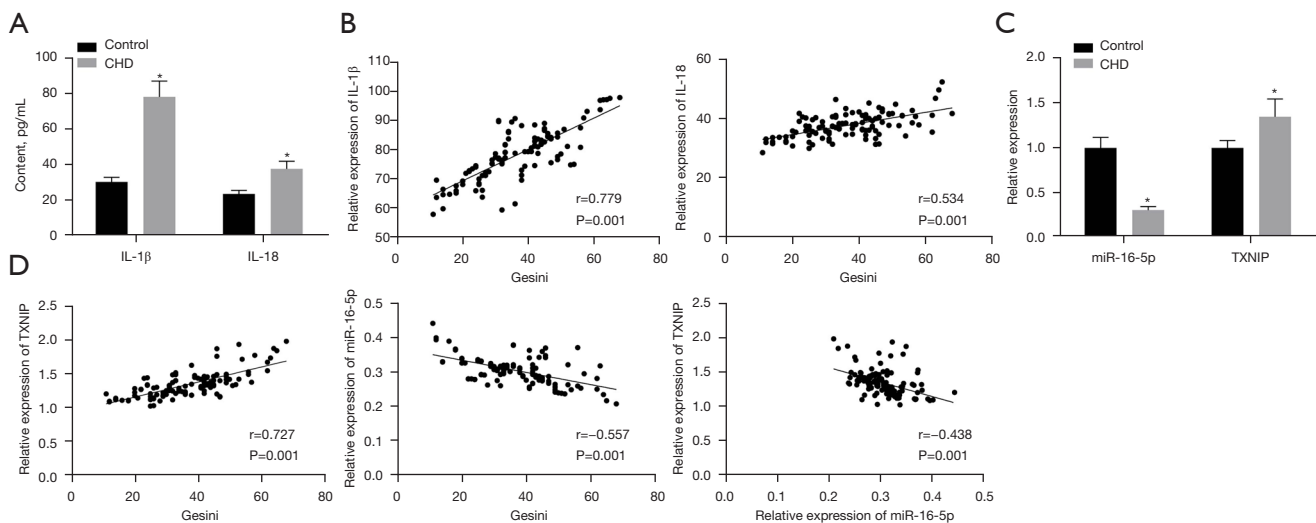 A
Control
CHD
Content, pg/mL
100
80
60
40
20
0
*
*
IL-1β
IL-18
B
Relative expression of IL-1β
110
100
90
80
70
60
50
r=0.779
P=0.001
0
20
40
60
80
Gesini
Relative expression of IL-18
60
40
20
0
r=0.534
P=0.001
0
20
40
60
80
Gesini
C
Control
CHD
Relative expression
2.0
1.5
1.0
0.5
0.0
*
*
miR-16-5p
TXNIP
D
Relative expression of TXNIP
2.5
2.0
1.5
1.0
0.5
0.0
r=0.727
P=0.001
0
20
40
60
80
Gesini
Relative expression of miR-16-5p
0.5
0.4
0.3
0.2
0.1
0.0
r=−0.557
P=0.001
0
20
40
60
80
Gesini
Relative expression of TXNIP
2.5
2.0
1.5
1.0
0.5
0.0
r=−0.438
P=0.001
0.0
0.1
0.2
0.3
0.4
0.5
Relative expression of miR-16-5p